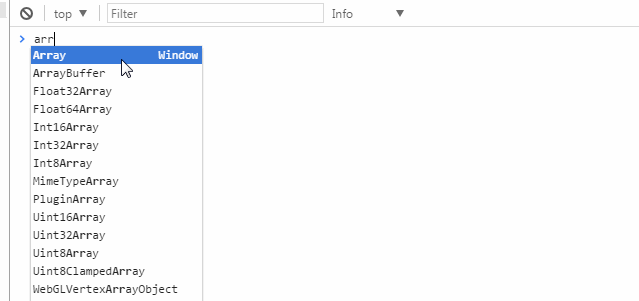 top Filter Info
arr
Array Window
ArrayBuffer
Float32Array
Float64Array
Int16Array
Int32Array
Int8Array
MimeTypeArray
PluginArray
Uint16Array
Uint32Array
Uint8Array
Uint8ClampedArray
WebGLVertexArrayObject